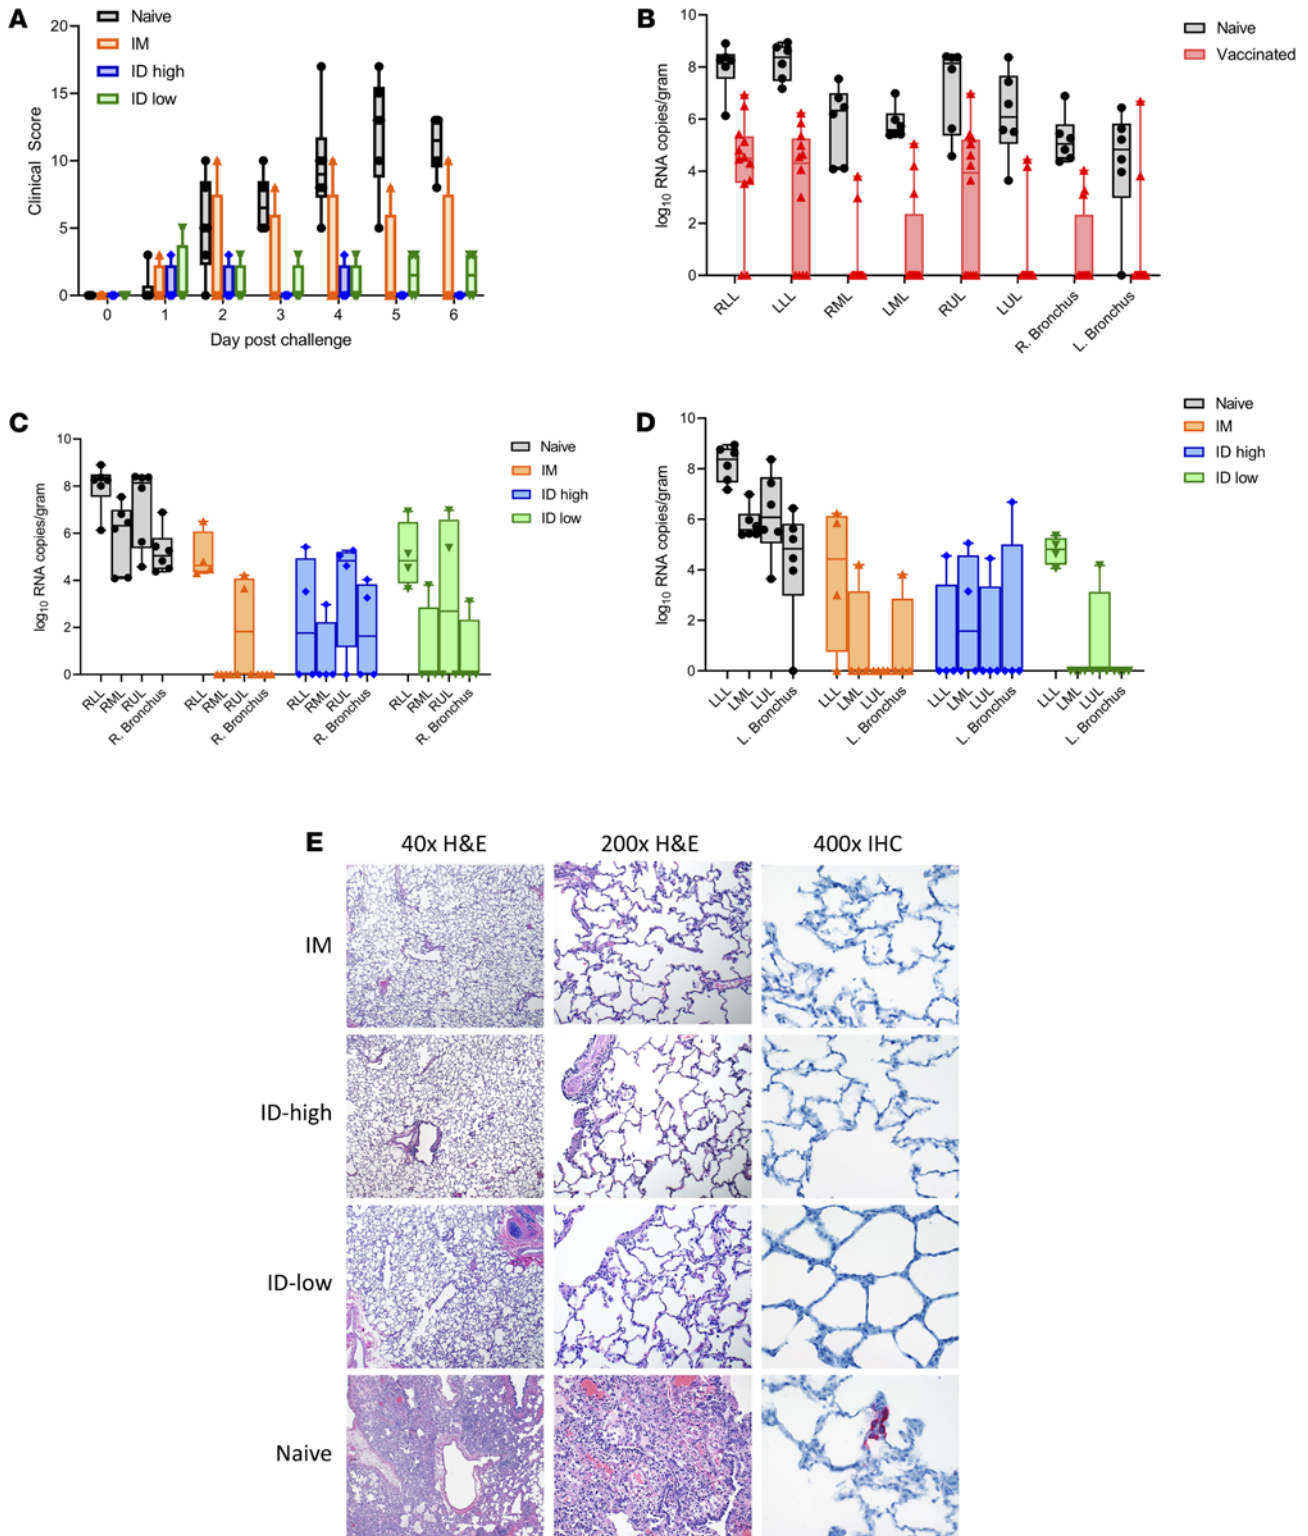 A
Naive
IM
ID high
ID low
Clinical Score
20
15
10
5
0
0 1 2 3 4 5 6
Day post challenge
B
Naive
Vaccinated
log10 RNA copies/gram
10
8
6
4
2
0
RLL LLL RML LML RUL LUL R. Bronchus L. Bronchus
C
Naive
IM
ID high
ID low
log10 RNA copies/gram
10
8
6
4
2
0
RLL RML RUL R. Bronchus RLL RML RUL R. Bronchus RLL RML RUL R. Bronchus RLL RML RUL R. Bronchus
D
Naive
IM
ID high
ID low
log10 RNA copies/gram
10
8
6
4
2
0
LLL LML LUL L. Bronchus LLL LML LUL L. Bronchus LLL LML LUL L. Bronchus LLL LML LUL L. Bronchus
E
40x H&E 200x H&E 400x IHC
IM
ID-high
ID-low
Naive